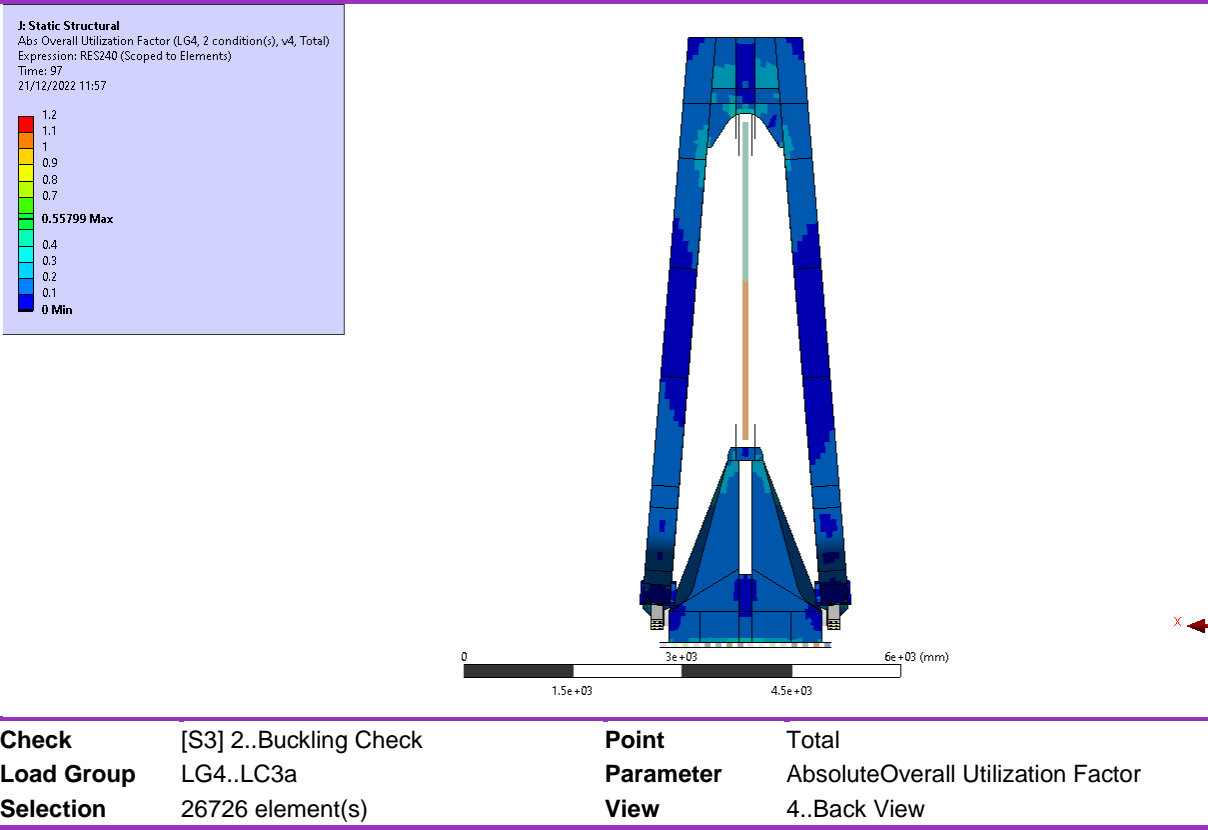 J: Static Structural
Abs Overall Utilization Factor (LG4, 2 condition(s), v4, Total)
Expression: RES240 (Scoped to Elements)
Time: 97
21/12/2022 11:57
1.2
1.1
1
0.9
0.8
0.7
0.55799 Max
0.4
0.3
0.2
0.1
0 Min
X
0 3e+03 6e+03 (mm)
1.5e+03 4.5e+03
Check [S3] 2..Buckling Check Point Total
Load Group LG4..LC3a Parameter AbsoluteOverall Utilization Factor
Selection 26726 element(s) View 4..Back View